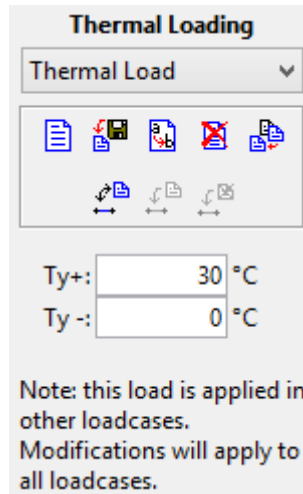 Thermal Loading
Thermal Load
a
b
Ty+: 30 °C
Ty -: 0 °C
Note: this load is applied in
other loadcases.
Modifications will apply to
all loadcases.